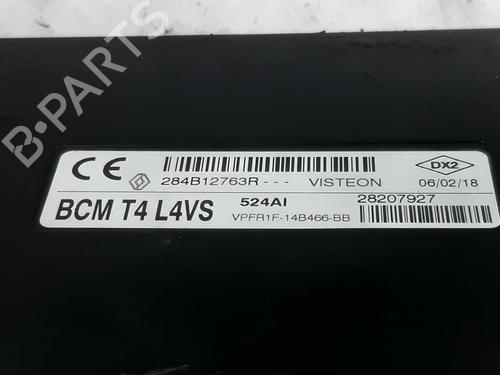 B-PARTS
CE 284B12763R--- VISTEON DX2 06/02/18
BCM T4 L4VS 524AI 28207927
VPFR1F-14B466-BB